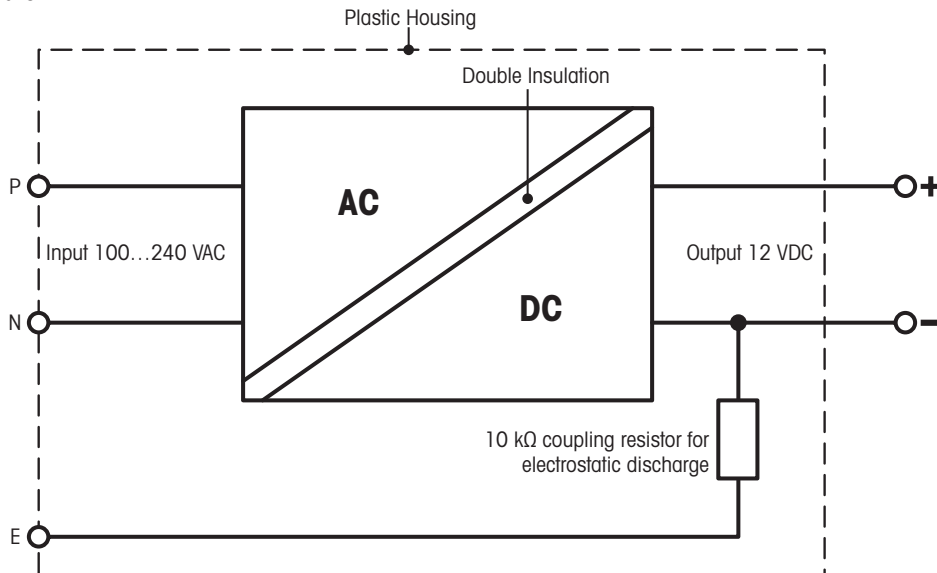 Plastic Housing
Double Insulation
P
AC
+
Input 100…240 VAC
Output 12 VDC
DC
N
–
10 kΩ coupling resistor for
electrostatic discharge
E